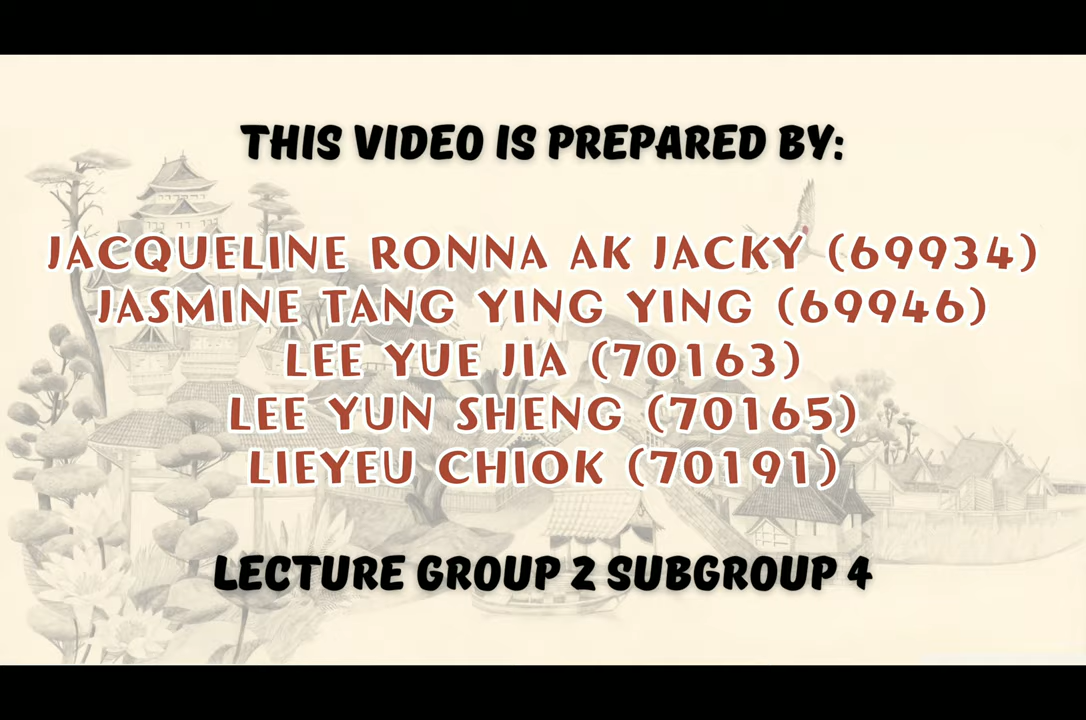 THIS VIDEO IS PREPARED BY:
JACQUELINE RONNA AK JACKY (69934)
JASMINE TANG YING YING (69946)
LEE YUE JIA (70163)
LEE YUN SHENG (70165)
LIEYEU CHIOK (70191)
LECTURE GROUP 2 SUBGROUP 4